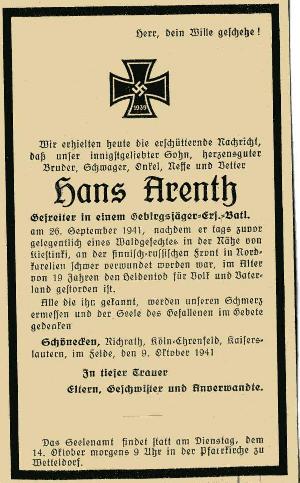 Herr, dein Wille geschehe!
1939
Wir erhielten heute die erschütternde Nachricht,
daß unser innigstgeliebter Sohn, herzensguter
Bruder, Schwager, Onkel, Neffe und Vetter
Hans Arenth
Gefreiter in einem Gebirgsjäger-Ers.-Batl.
am 26. September 1941, nachdem er tags zuvor
gelegentlich eines Waldgefechtes in der Nähe von
Kiestinki, an der finnisch-russischen Front in Nord-
karelien schwer verwundet worden war, im Alter
von 19 Jahren den Heldentod für Volk und Vater-
land gestorben ist.
Alle die ihn gekannt, werden unseren Schmerz
ermessen und der Seele des Gefallenen im Gebete
gedenken
Schönecken, Richrath, Köln-Ehrenfeld, Kaisers-
lautern, im Felde, den 9. Oktober 1941
In tiefer Trauer
Eltern, Geschwister und Anverwandte.
Das Seelenamt findet statt am Dienstag, dem
14. Oktober morgens 9 Uhr in der Pfarrkirche zu
Wetteldorf.